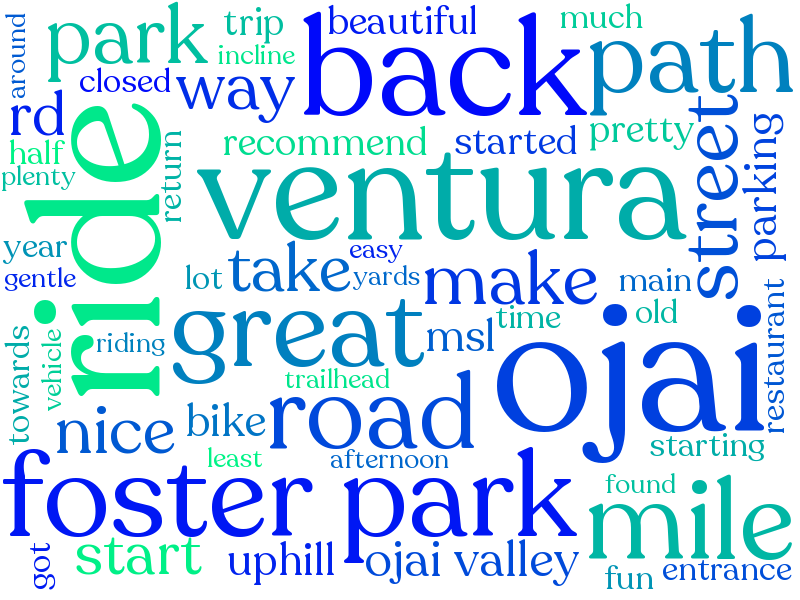 around
park
trip
beautiful
much
incline
back
path
closed
way
rd
ride
recommend
started
pretty
street
parking
half
plenty
return
ventura
year
gentle
easy
lot
take
yards
make
main
towards
vehicle
riding
great
msl
time
old
ojai
restaurant
trailhead
nice
bike
road
starting
least
afternoon
foster park
found
mile
got
start
uphill
ojai valley
fun
entrance